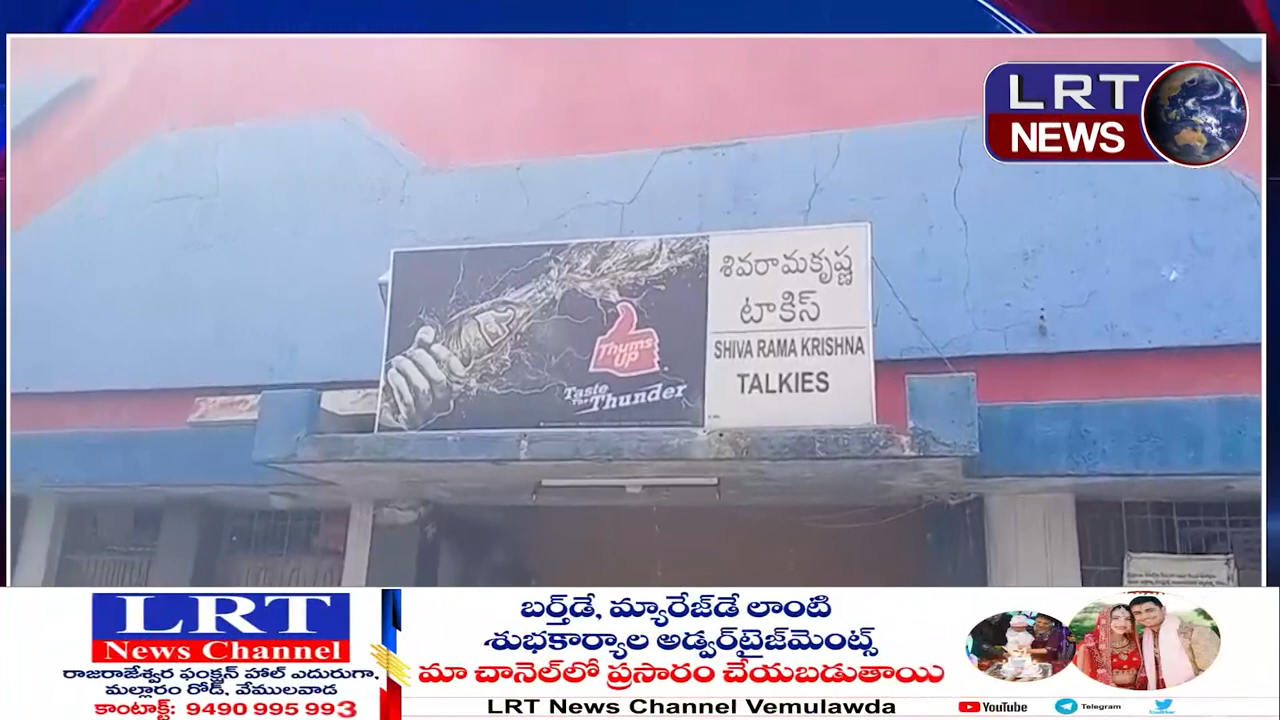 LRT
NEWS
శివరామకృష్ణ
టాకిస్
SHIVA RAMA KRISHNA
TALKIES
Thums
UP
Taste
The Thunder
LRT
News Channel
రాజరాజేశ్వర ఫంక్షన్ హాల్ ఎదురుగా,
మల్లారం రోడ్, వేములవాడ
కాంటాక్ట్: 9490 995 993
బర్త్‌డే, మ్యారేజ్‌డే లాంటి
శుభకార్యాల అడ్వర్‌టైజ్‌మెంట్స్
మా చానెల్‌లో ప్రసారం చేయబడుతాయి
LRT News Channel Vemulawda
YouTube
Telegram